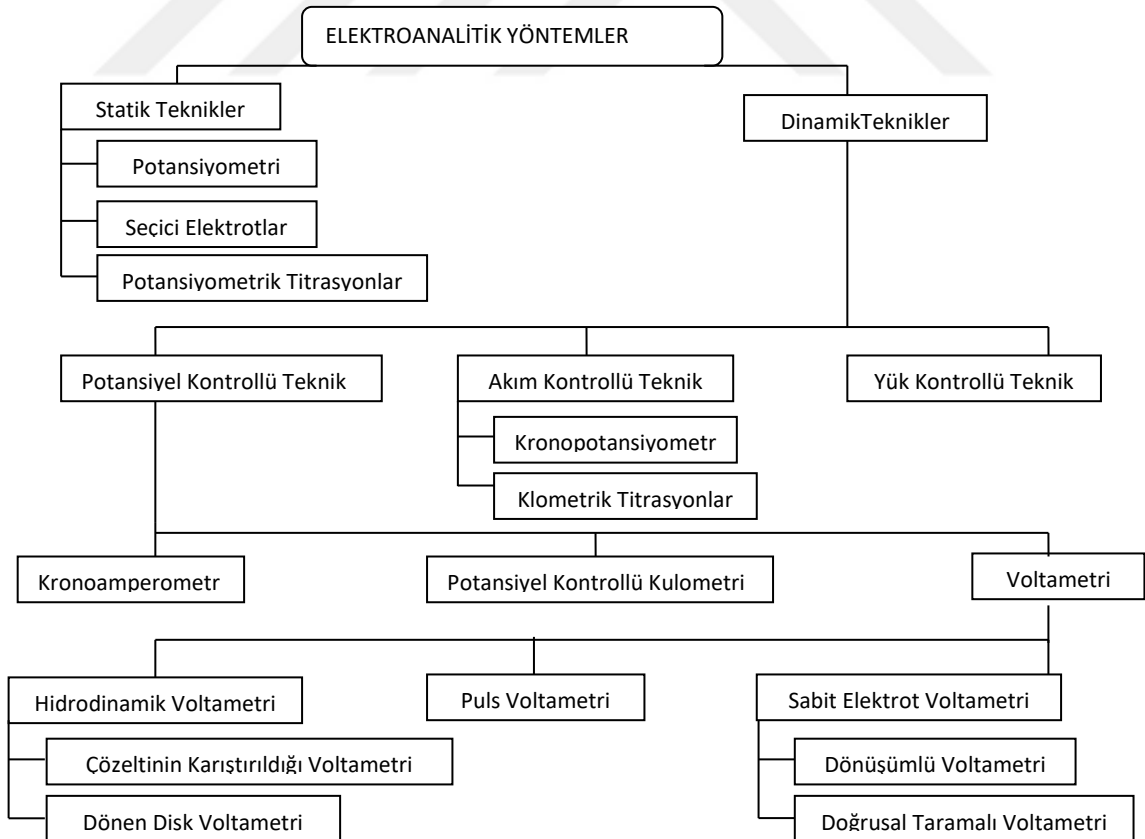 ELEKTROANALİTİK YÖNTEMLER
Statik Teknikler
DinamikTeknikler
Potansiyometri
Seçici Elektrotlar
Potansiyometrik Titrasyonlar
Potansiyel Kontrollü Teknik
Akım Kontrollü Teknik
Yük Kontrollü Teknik
Kronopotansiyometr
Klometrik Titrasyonlar
Kronoamperometr
Potansiyel Kontrollü Kulometri
Voltametri
Hidrodinamik Voltametri
Puls Voltametri
Sabit Elektrot Voltametri
Çözeltinin Karıştırıldığı Voltametri
Dönüşümlü Voltametri
Dönen Disk Voltametri
Doğrusal Taramalı Voltametri